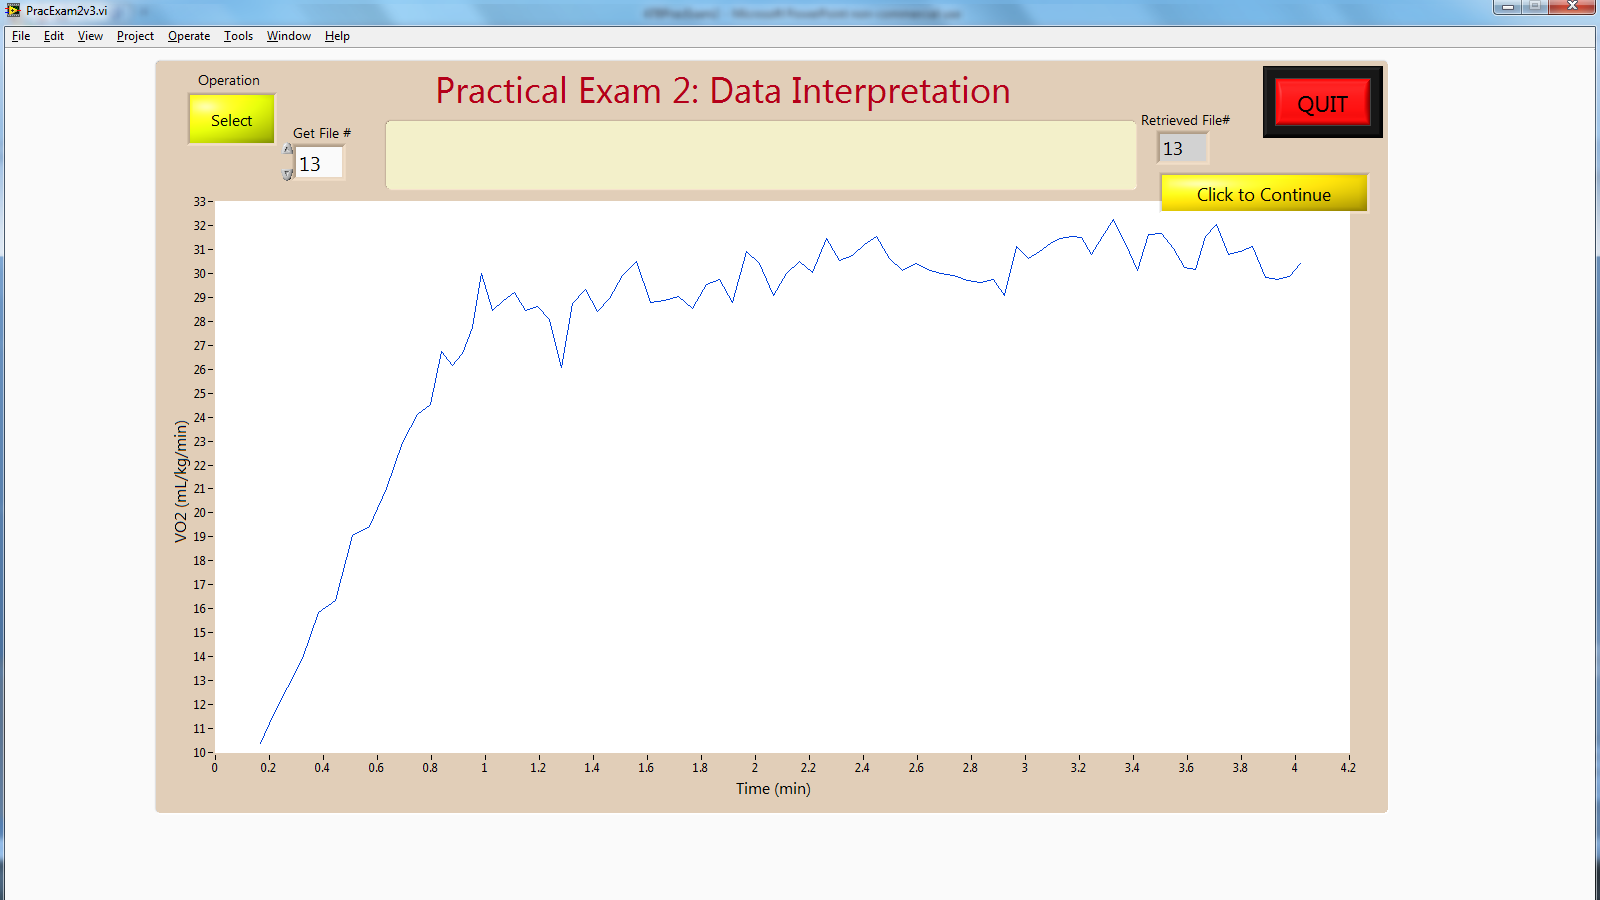 PracExam2v3.vi
File Edit View Project Operate Tools Window Help
Operation
Select
Get File #
13
Practical Exam 2: Data Interpretation
Retrieved File#
13
QUIT
Click to Continue
33
32
31
30
29
28
27
26
25
24
23
22
21
20
19
18
17
16
15
14
13
12
11
10
VO2 (mL/kg/min)
0 0.2 0.4 0.6 0.8 1 1.2 1.4 1.6 1.8 2 2.2 2.4 2.6 2.8 3 3.2 3.4 3.6 3.8 4 4.2
Time (min)